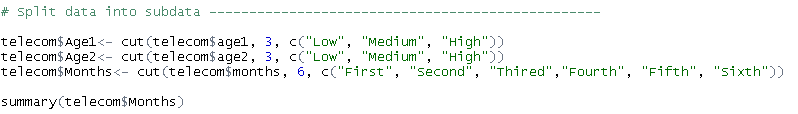 # Split data into subdata -------------------------------------------------
telecom$Age1<- cut(telecom$age1, 3, c("Low", "Medium", "High"))
telecom$Age2<- cut(telecom$age2, 3, c("Low", "Medium", "High"))
telecom$Months<- cut(telecom$months, 6, c("First", "Second", "Thired","Fourth", "Fifth", "Sixth"))
summary(telecom$Months)